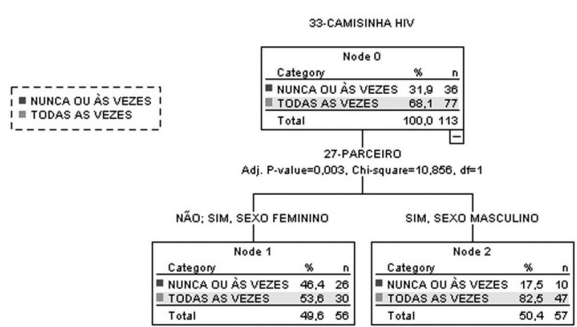 33-CAMISINHA HIV
Node 0
Category % n
NUNCA OU ÀS VEZES 31,9 36
TODAS AS VEZES 68,1 77
Total 100,0 113
NUNCA OU ÀS VEZES
TODAS AS VEZES
27-PARCEIRO
Adj. P-value=0,003, Chi-square=10,856, df=1
NÃO; SIM, SEXO FEMININO
SIM, SEXO MASCULINO
Node 1
Category % n
NUNCA OU ÀS VEZES 46,4 26
TODAS AS VEZES 53,6 30
Total 49,6 56
Node 2
Category % n
NUNCA OU ÀS VEZES 17,5 10
TODAS AS VEZES 82,5 47
Total 50,4 57